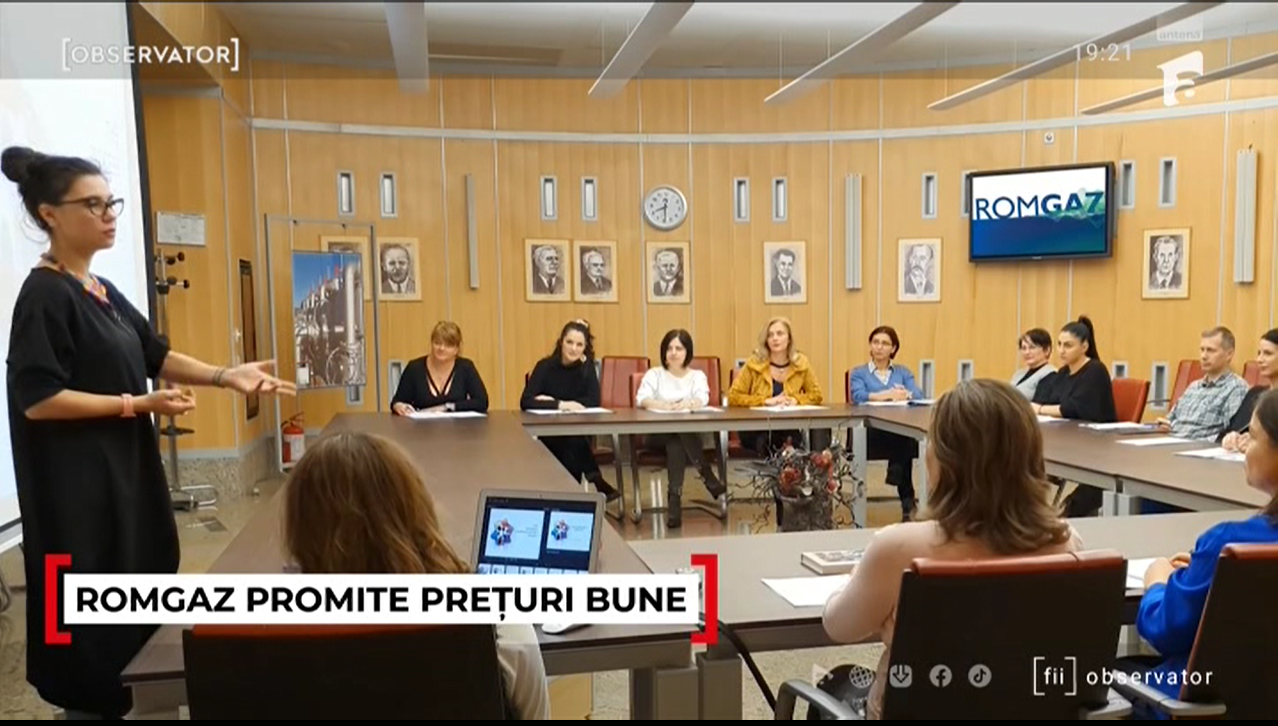 [OBSERVATOR]
antena
19:21
ROMGAZ
ROMGAZ PROMITE PREȚURI BUNE
[fii] observator